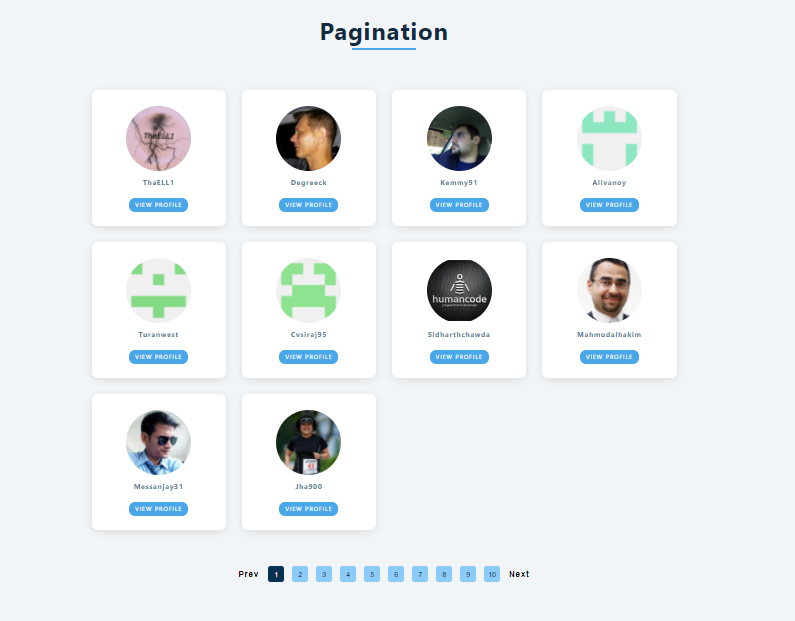 Pagination
ThaELL1
ThaELL1 Degreeck Kemmy91 Alivanoy
VIEW PROFILE VIEW PROFILE VIEW PROFILE VIEW PROFILE
humancode
Turanwest Cvsiraj95 Sidharthchawda Mahmudalhakim
VIEW PROFILE VIEW PROFILE VIEW PROFILE VIEW PROFILE
Messanjay31 Jha900
VIEW PROFILE VIEW PROFILE
Prev 1 2 3 4 5 6 7 8 9 10 Next